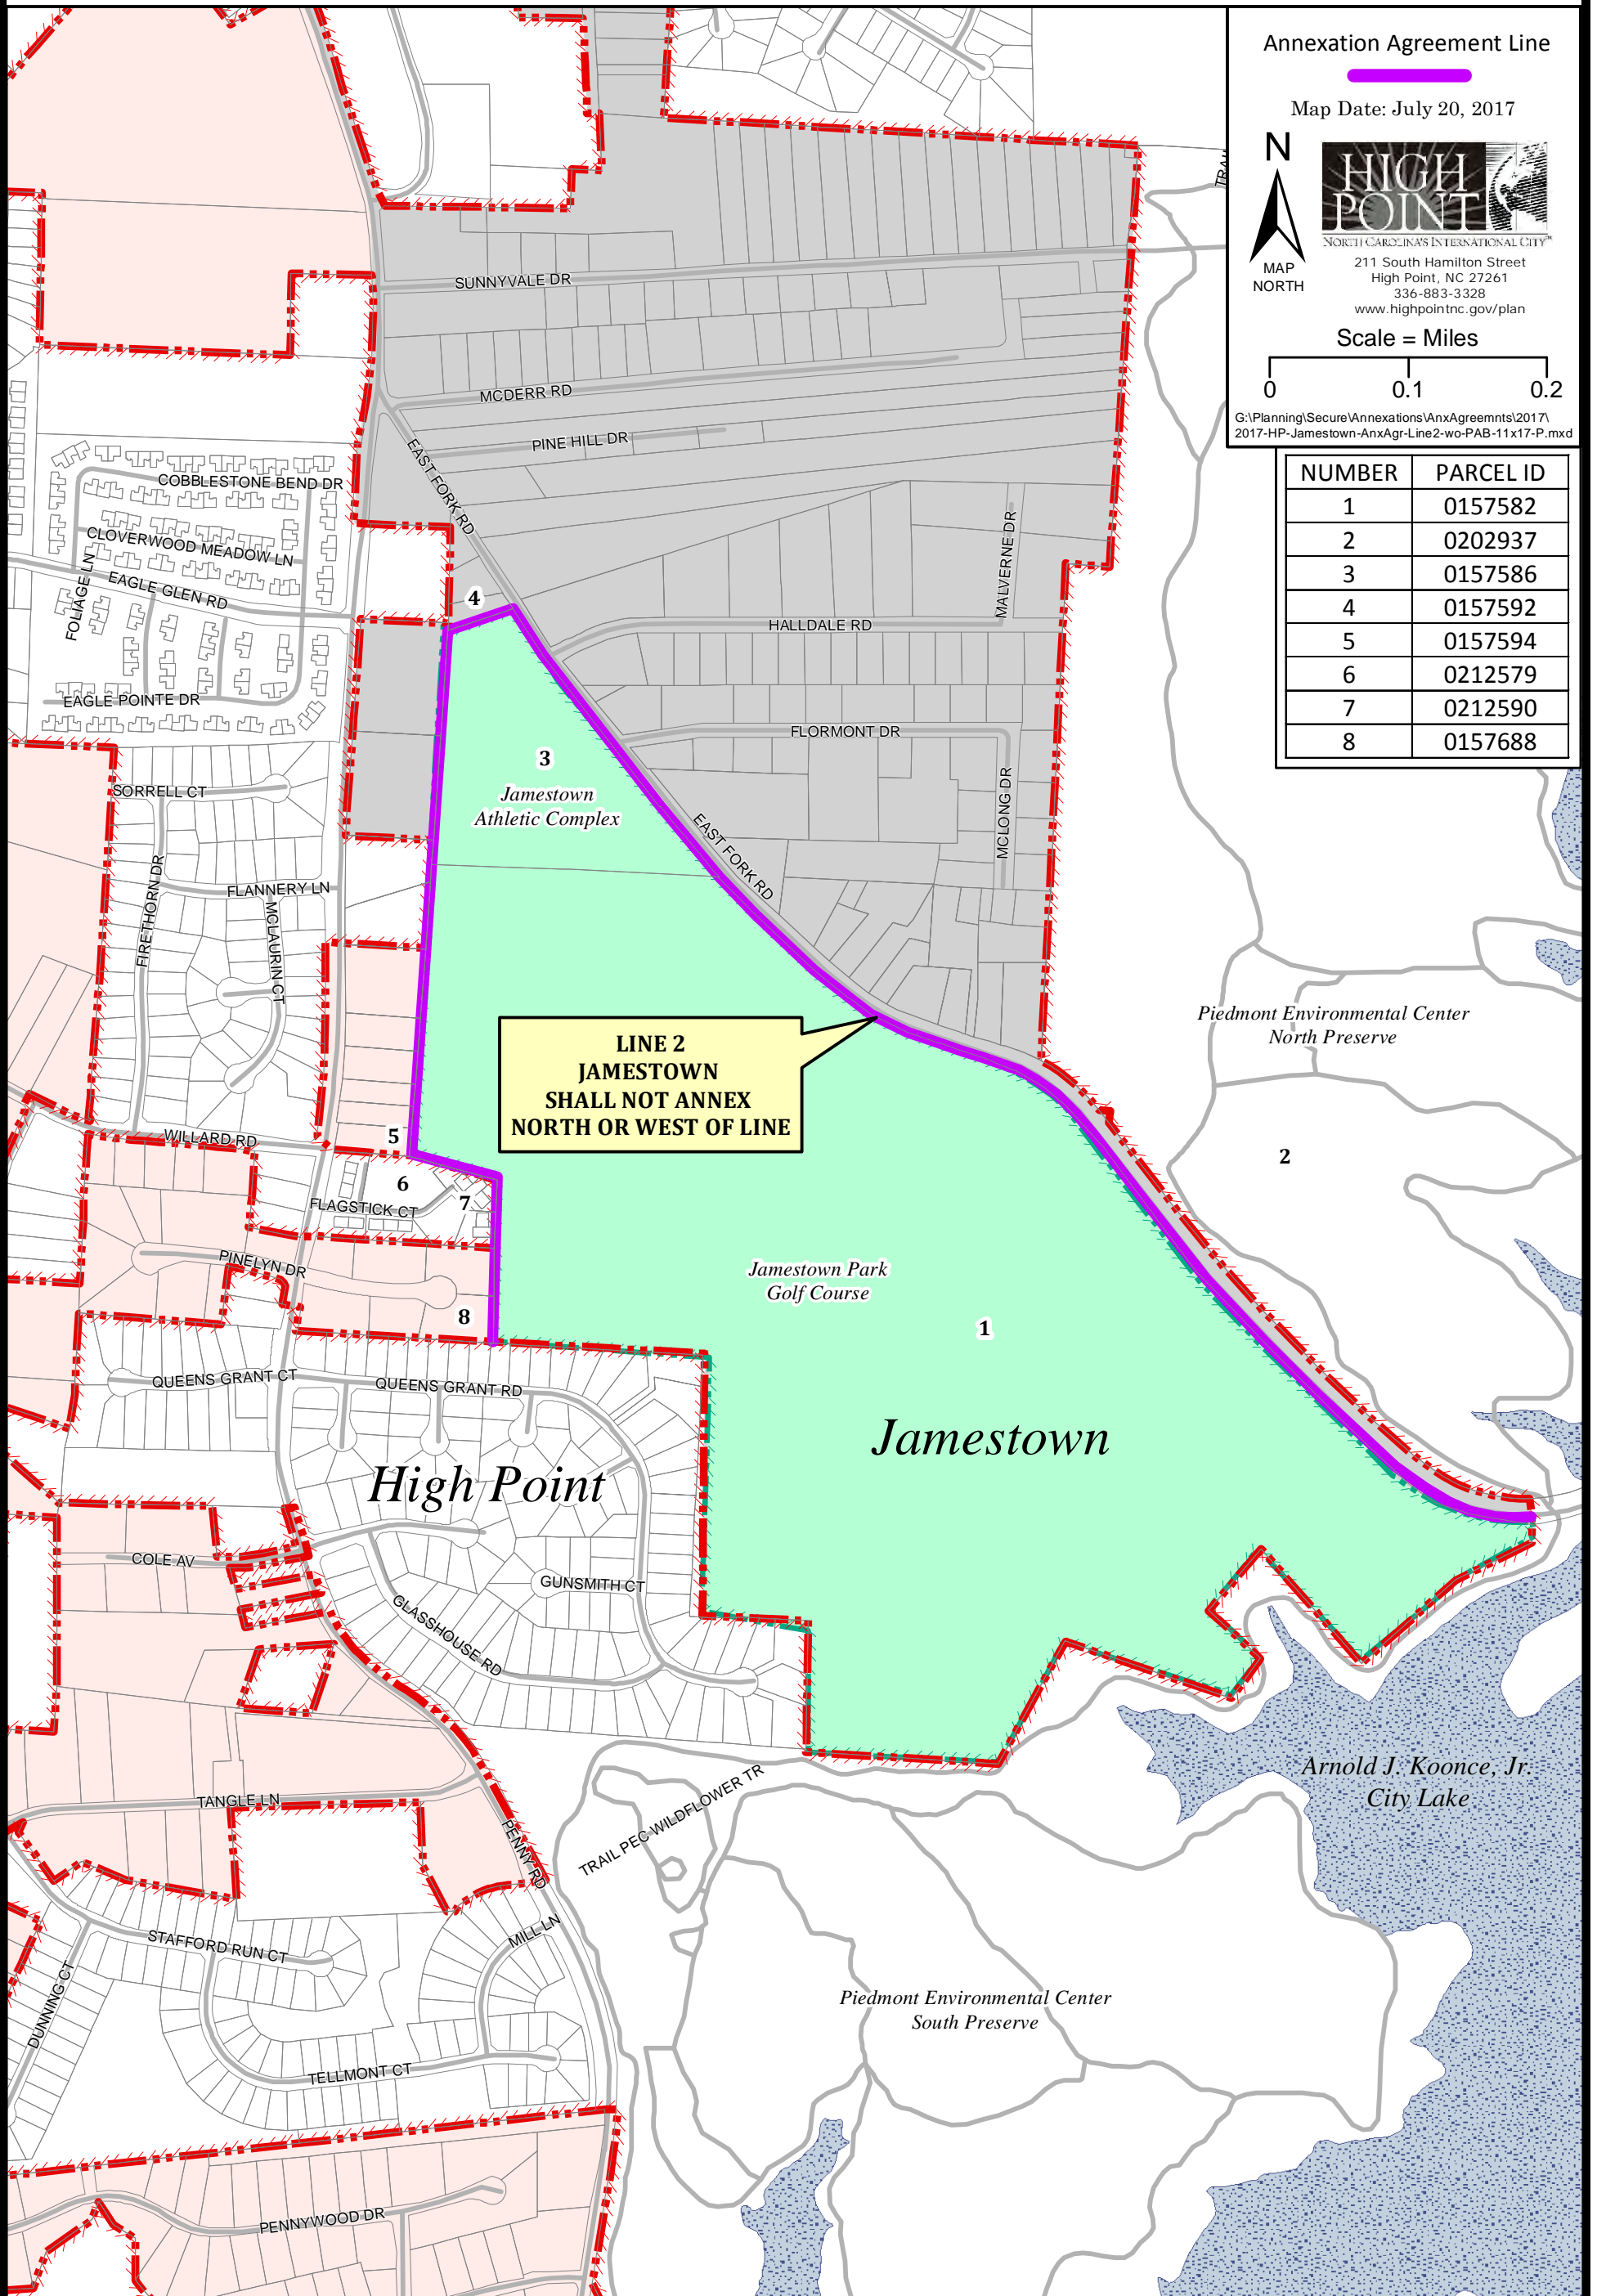 Annexation Agreement Line
Map Date: July 20, 2017
N
MAP
NORTH
HIGH
POINT
NORTH CAROLINA'S INTERNATIONAL CITY™
211 South Hamilton Street
High Point, NC 27261
336-883-3328
www.highpointnc.gov/plan
Scale = Miles
0 0.1 0.2
G:\Planning\Secure\Annexations\AnxAgreemnts\2017\
2017-HP-Jamestown-AnxAgr-Line2-wo-PAB-11x17-P.mxd
NUMBER PARCEL ID
1 0157582
2 0202937
3 0157586
4 0157592
5 0157594
6 0212579
7 0212590
8 0157688
SUNNYVALE DR
MCDERR RD
PINE HILL DR
EAST FORK RD
COBBLESTONE BEND DR
CLOVERWOOD MEADOW LN
EAGLE GLEN RD
FOLIAGE LN
EAGLE POINTE DR
MALVERNE DR
4
HALLDALE RD
FLORMONT DR
3
Jamestown
Athletic Complex
MCLONG DR
EAST FORK RD
SORRELL CT
FLANNERY LN
FIRETHORN DR
MCLAURIN CT
Piedmont Environmental Center
North Preserve
LINE 2
JAMESTOWN
SHALL NOT ANNEX
NORTH OR WEST OF LINE
WILLARD RD
5
6
7
2
FLAGSTICK CT
PINELYN DR
Jamestown Park
Golf Course
8
1
QUEENS GRANT CT
QUEENS GRANT RD
Jamestown
High Point
COLE AV
GUNSMITH CT
GLASSHOUSE RD
TANGLE LN
PENNY RD
TRAIL PEC WILDFLOWER TR
Arnold J. Koonce, Jr.
City Lake
STAFFORD RUN CT
MILL LN
DUNNING CT
TELLMONT CT
Piedmont Environmental Center
South Preserve
PENNYWOOD DR